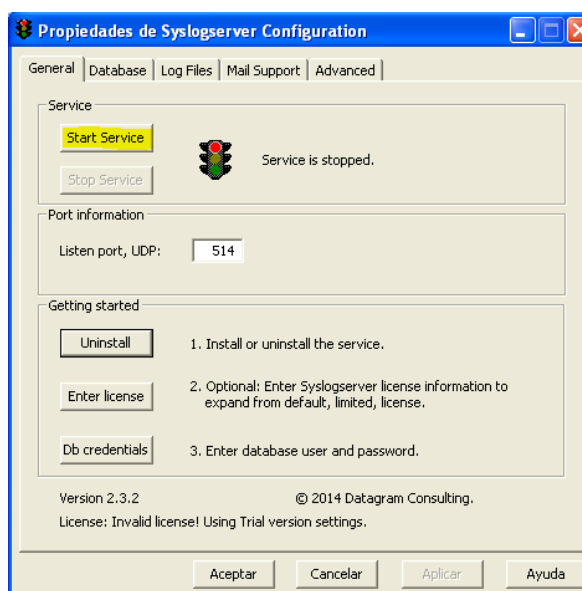 Propiedades de Syslogserver Configuration
General Database Log Files Mail Support Advanced
Service
Start Service
Service is stopped.
Stop Service
Port information
Listen port, UDP: 514
Getting started
Uninstall 1. Install or uninstall the service.
Enter license 2. Optional: Enter Syslogserver license information to
expand from default, limited, license.
Db credentials 3. Enter database user and password.
Version 2.3.2 © 2014 Datagram Consulting.
License: Invalid license! Using Trial version settings.
Aceptar Cancelar Aplicar Ayuda